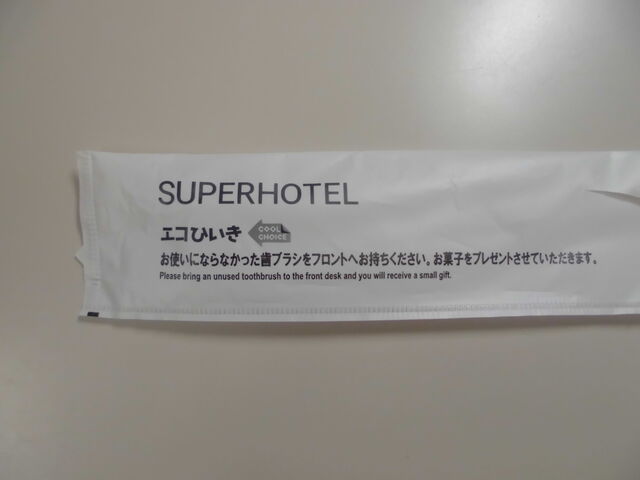 SUPERHOTEL
エコひいき COOL CHOICE
お使いにならなかった歯ブラシをフロントへお持ちください。お菓子をプレゼントさせていただきます。
Please bring an unused toothbrush to the front desk and you will receive a small gift.